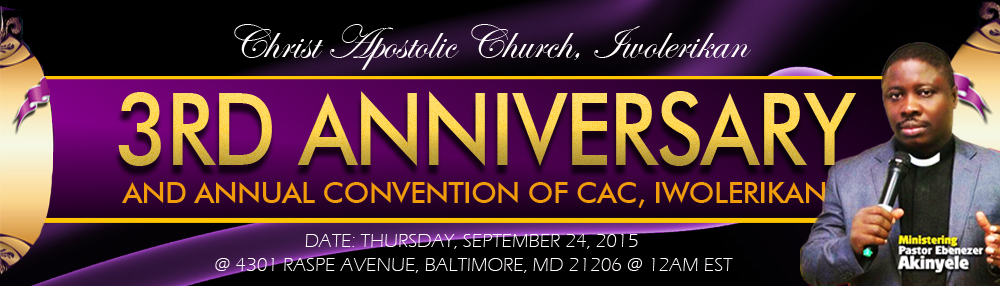 Christ Apostolic Church, Iwolerikan
3RD ANNIVERSARY
AND ANNUAL CONVENTION OF CAC, IWOLERIKAN
DATE: THURSDAY, SEPTEMBER 24, 2015
@ 4301 RASPE AVENUE, BALTIMORE, MD 21206 @ 12AM EST
Ministering
Pastor Ebenezer
Akinyele